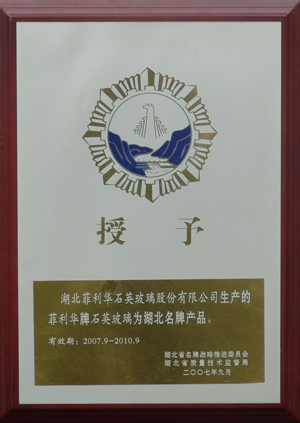 授予
湖北菲利华石英玻璃股份有限公司生产的
菲利华牌石英玻璃为湖北名牌产品。
有效期：2007.9-2010.9
湖北省名牌战略推进委员会
湖北省质量技术监督局
二〇〇七年九月